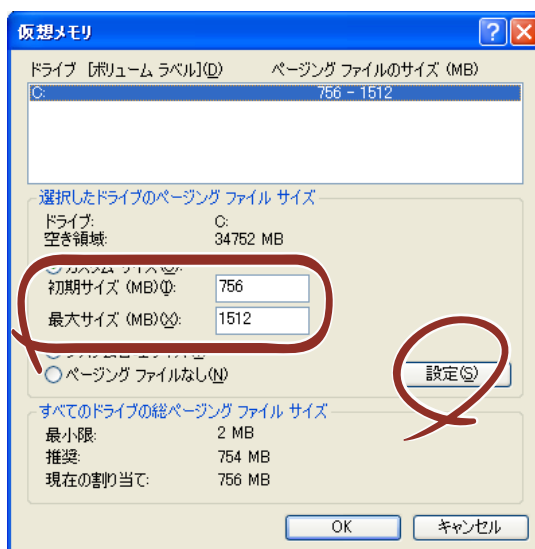 仮想メモリ
ドライブ [ボリューム ラベル](D) ページング ファイルのサイズ (MB)
C: 756 - 1512
選択したドライブのページング ファイル サイズ
ドライブ: C:
空き領域: 34752 MB
初期サイズ (MB)(I): 756
最大サイズ (MB)(X): 1512
ページング ファイルなし(N) 設定(S)
すべてのドライブの総ページング ファイル サイズ
最小限: 2 MB
推奨: 754 MB
現在の割り当て: 756 MB
OK キャンセル